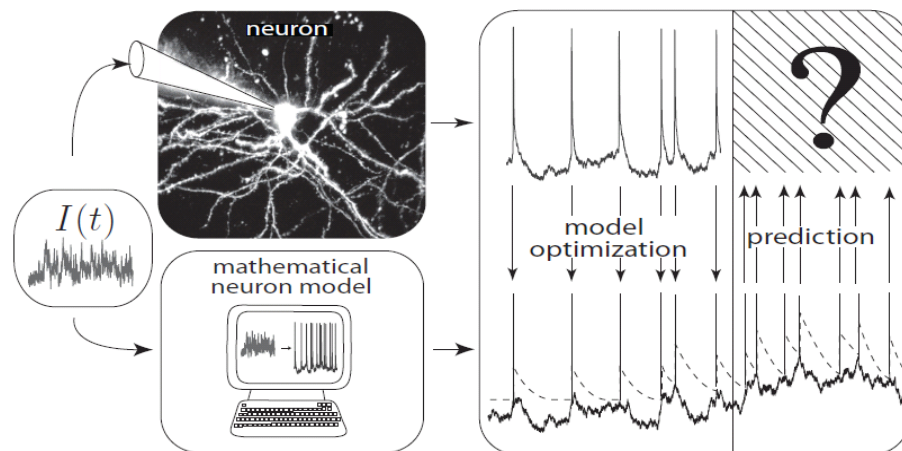 neuron
I(t)
mathematical
neuron model
model
optimization
prediction
?